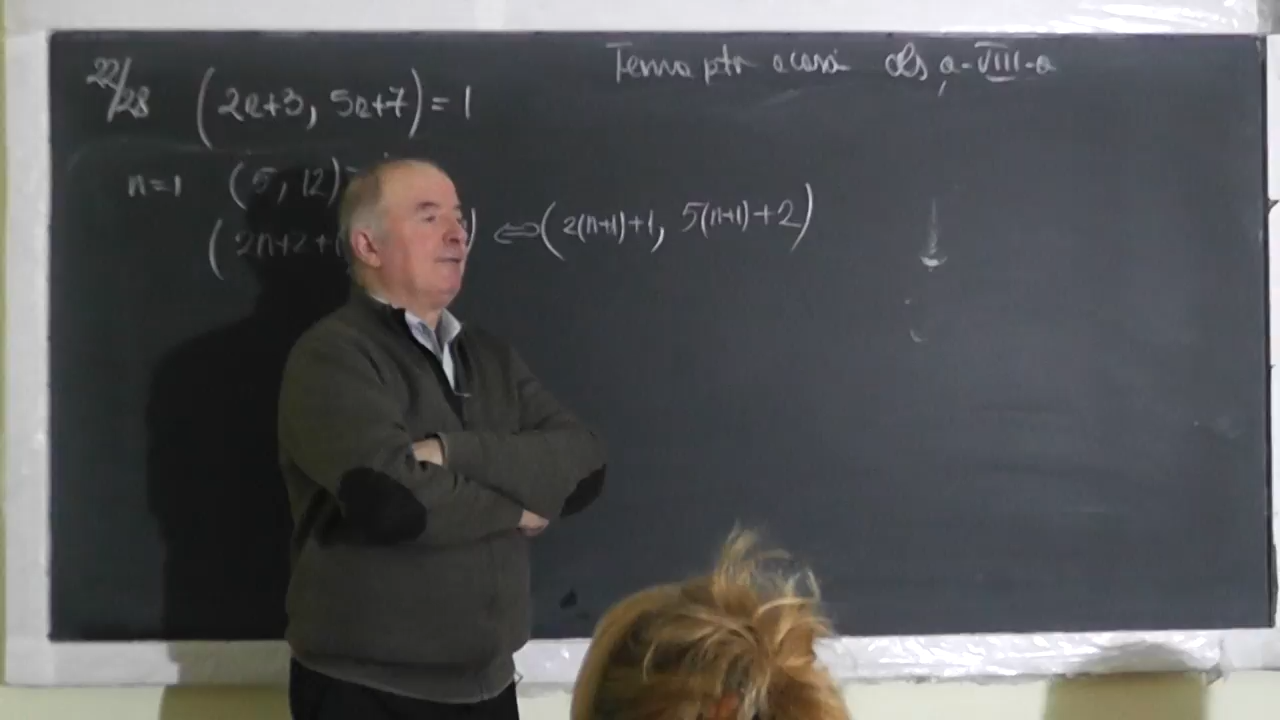 Tema ptr acasă cls a-VIII-a
22/28 (2n+3, 5n+7)=1
n=1 (5, 12)=
(2n+2+1 ) ⇔ (2(n+1)+1, 5(n+1)+2)